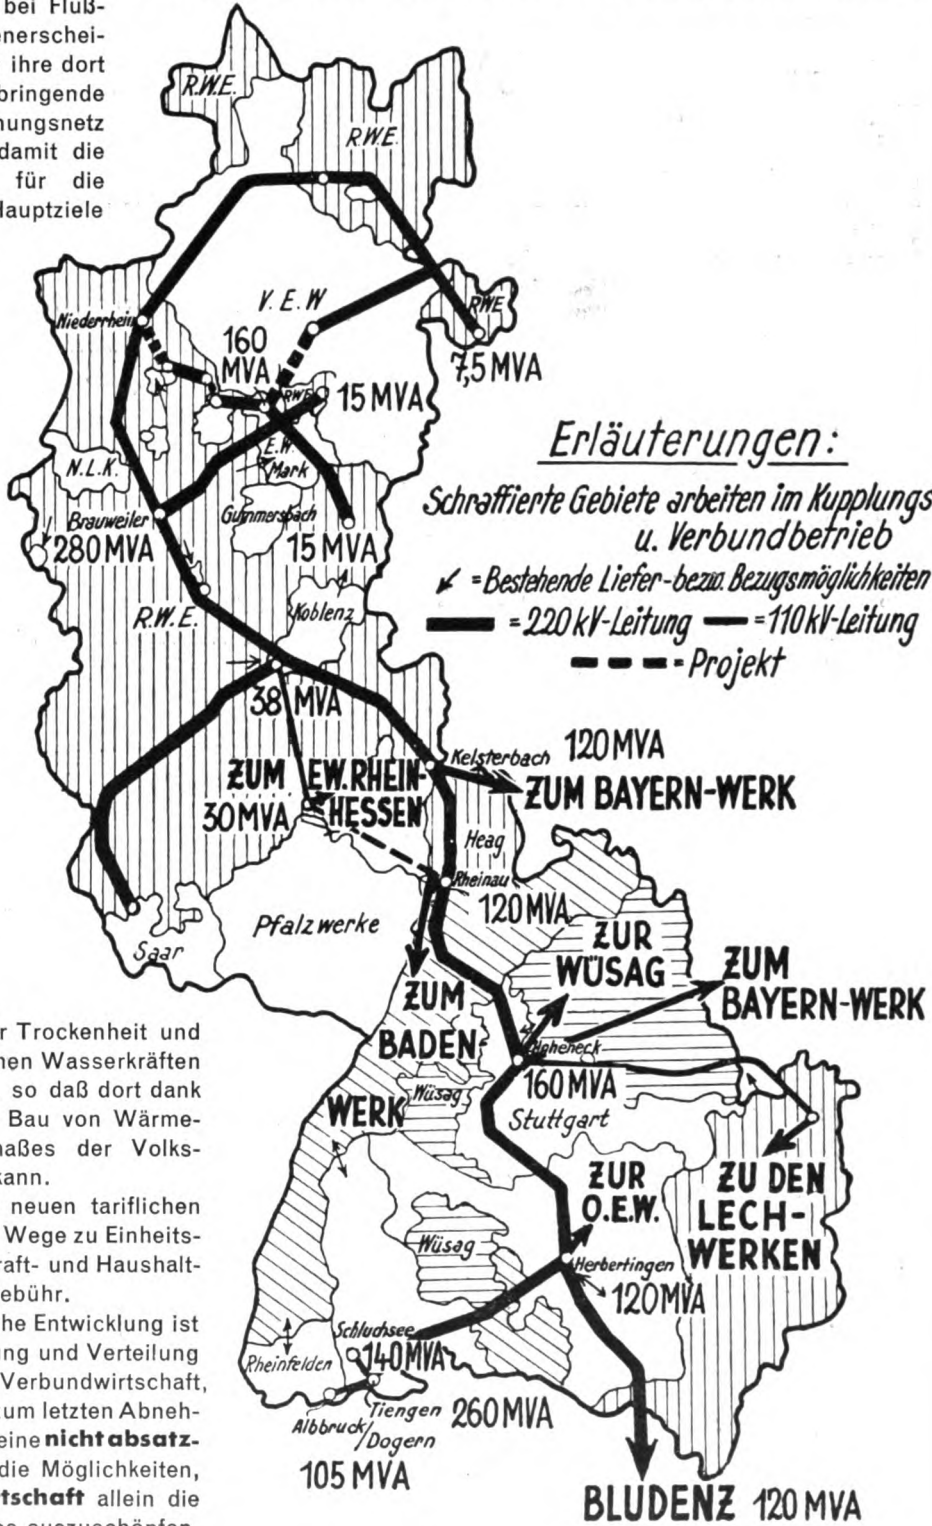 bei Fluß-
enerschei-
ihre dort
bringende
nungsnetz
damit die
für die
Hauptziele
R.W.E.
R.W.E.
V.E.W
Niederrhein
160
MVA
RWE
7,5 MVA
RWE
15 MVA
E.W.
Mark
N.L.K.
Brauweiler
280 MVA
Gummersbach
15 MVA
Erläuterungen:
Schraffierte Gebiete arbeiten im Kupplungs
u. Verbundbetrieb
= Bestehende Liefer-bezw. Bezugsmöglichkeiten
= 220 kV-Leitung = 110 kV-Leitung
= Projekt
R.W.E.
Koblenz
38 MVA
Kelsterbach 120 MVA
ZUM BAYERN-WERK
ZUM EW. RHEIN-
HESSEN
30 MVA
Heag
Rheinau
120 MVA
Pfalzwerke
Saar
ZUR
WÜSAG
ZUM
BAYERN-WERK
ZUM
BADEN-
WERK
Hoheneck
160 MVA
Wüsag
Stuttgart
ZU DEN
LECH-
WERKEN
ZUR
O.E.W.
Wüsag
Herbertingen
120 MVA
Schluchsee
140 MVA
Rheinfelden
Tiengen 260 MVA
Albbruck/
Dogern
105 MVA
BLUDENZ 120 MVA
r Trockenheit und
hen Wasserkräften
so daß dort dank
Bau von Wärme-
maßes der Volks-
kann.
neuen tariflichen
Wege zu Einheits-
raft- und Haushalt-
gebühr.
he Entwicklung ist
ung und Verteilung
Verbundwirtschaft,
zum letzten Abneh-
eine nicht absatz-
die Möglichkeiten,
tschaft allein die